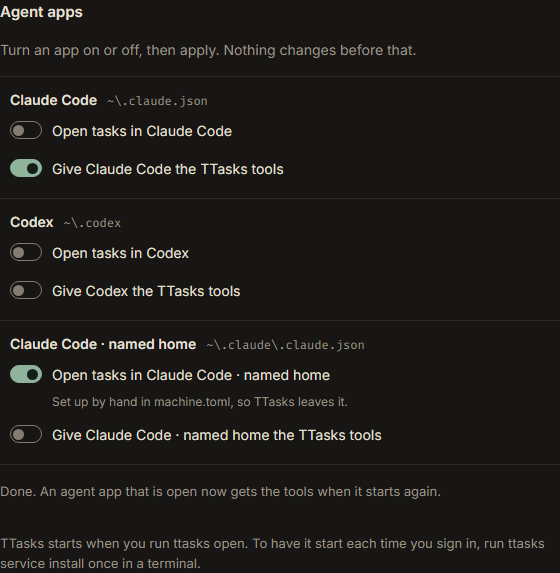 Agent apps
Turn an app on or off, then apply. Nothing changes before that.
Claude Code ~\.claude.json
Open tasks in Claude Code
Give Claude Code the TTasks tools
Codex ~\.codex
Open tasks in Codex
Give Codex the TTasks tools
Claude Code · named home ~\.claude\.claude.json
Open tasks in Claude Code · named home
Set up by hand in machine.toml, so TTasks leaves it.
Give Claude Code · named home the TTasks tools
Done. An agent app that is open now gets the tools when it starts again.
TTasks starts when you run ttasks open. To have it start each time you sign in, run ttasks
service install once in a terminal.